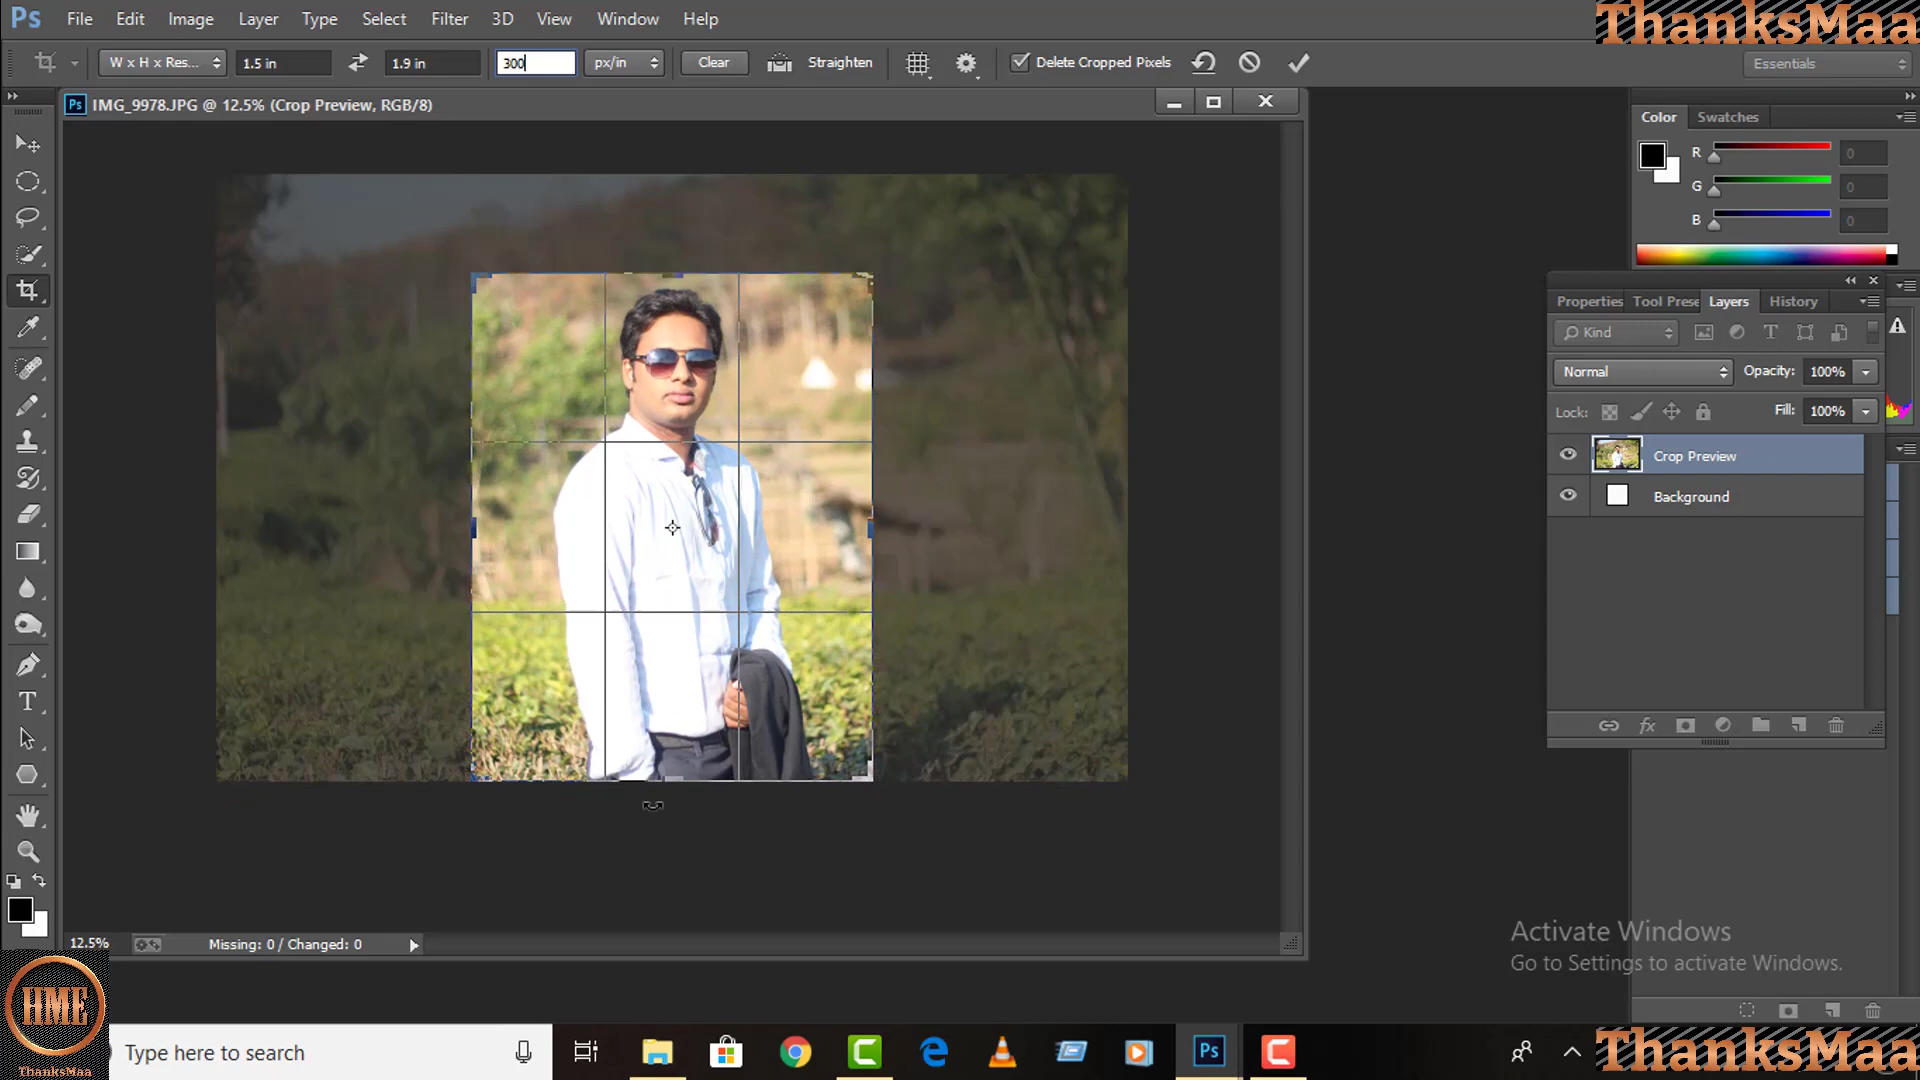 Ps File Edit Image Layer Type Select Filter 3D View Window Help
ThanksMaa
W x H x Res... 1.5 in 1.9 in 300 px/in Clear Straighten Delete Cropped Pixels Essentials
Ps IMG_9978.JPG @ 12.5% (Crop Preview, RGB/8)
Color Swatches
R 0
G 0
B 0
Properties Tool Prese Layers History
Kind
Normal Opacity: 100%
Lock: Fill: 100%
Crop Preview
Background
12.5% Missing: 0 / Changed: 0
Activate Windows
Go to Settings to activate Windows.
HME
ThanksMaa
Type here to search
Ps
ThanksMaa